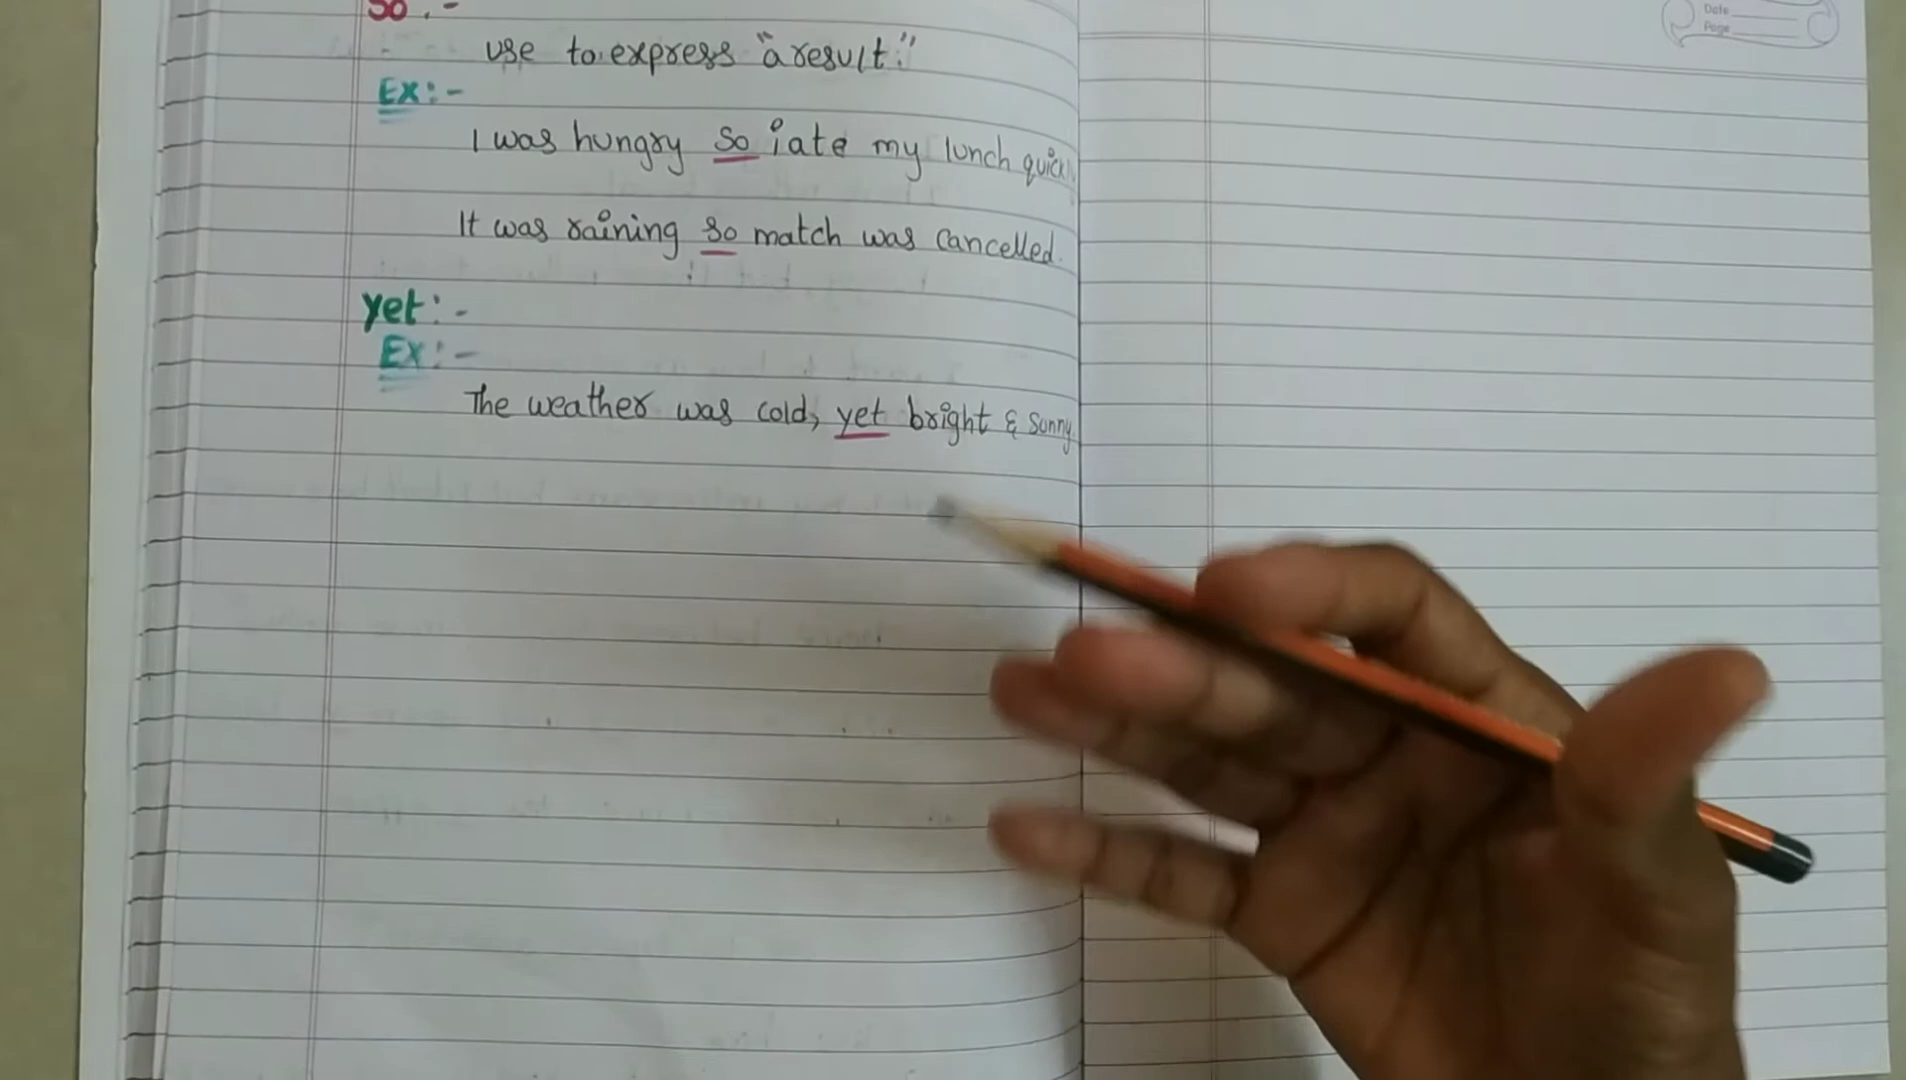 So :-
use to express "a result."
Ex:-
I was hungry so i ate my lunch
It was raining so match was cancelled.
yet:-
Ex:-
The weather was cold, yet bright & sunny
Date
Page